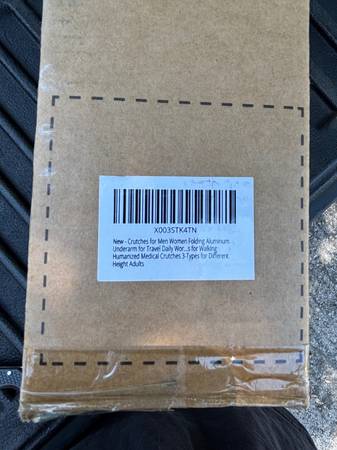 X003STK4TN
New - Crutches for Men Women Folding Aluminum
Underarm for Travel Daily Wor...s for Walking
Humanized Medical Crutches 3-Types for Different
Height Adults